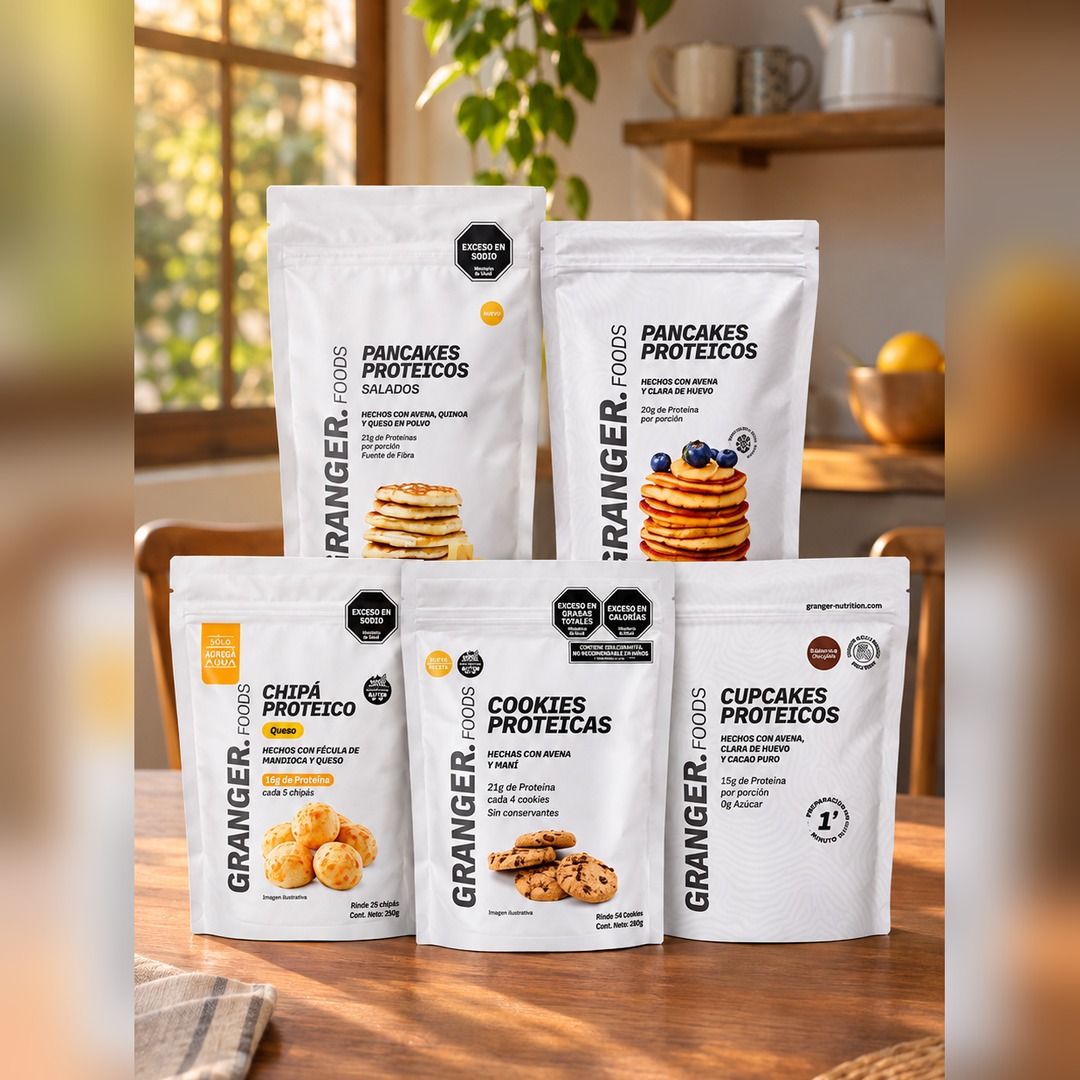 EXCESO EN
SODIO
NUEVO
GRANGER. FOODS
PANCAKES
PROTEICOS
SALADOS
HECHOS CON AVENA, QUINOA
Y QUESO EN POLVO
21g de Proteínas
por porción
Fuente de Fibra
GRANGER. FOODS
PANCAKES
PROTEICOS
HECHOS CON AVENA
Y CLARA DE HUEVO
20g de Proteína
por porción
EXCESO EN
SODIO
SOLO
AGREGÁ
AGUA
GRANGER. FOODS
CHIPÁ
PROTEICO
Queso
HECHOS CON FÉCULA DE
MANDIOCA Y QUESO
16g de Proteína
cada 5 chipás
Imagen ilustrativa
Rinde 25 chipás
Cont. Neto: 250g
EXCESO EN
GRASAS
TOTALES
EXCESO EN
CALORÍAS
GRANGER. FOODS
COOKIES
PROTEICAS
HECHAS CON AVENA
Y MANÍ
21g de Proteína
cada 4 cookies
Sin conservantes
Imagen ilustrativa
Rinde 54 Cookies
Cont. Neto: 280g
granger-nutrition.com
GRANGER. FOODS
CUPCAKES
PROTEICOS
HECHOS CON AVENA,
CLARA DE HUEVO
Y CACAO PURO
15g de Proteína
por porción
0g Azúcar
PREPARACIÓN
1'
MINUTO